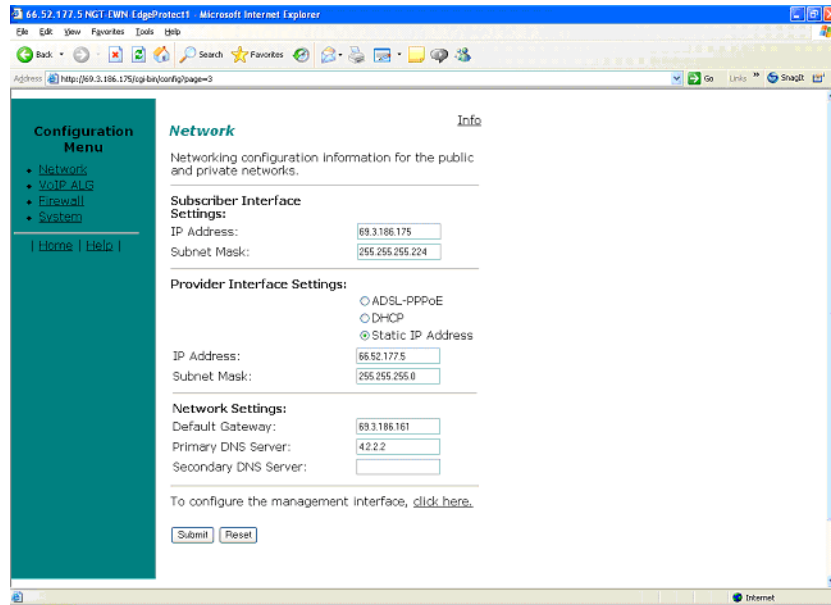 66.52.177.5 NGT-EWN-EdgeProtect1 - Microsoft Internet Explorer
File Edit View Favorites Tools Help
Back Search Favorites
Address http://69.3.186.175/cgi-bin/config?page=3 Go Links » SnagIt
Configuration Menu
Network
VoIP ALG
Firewall
System
| Home | Help |
Info
Network
Networking configuration information for the public
and private networks.
Subscriber Interface
Settings:
IP Address: 69.3.186.175
Subnet Mask: 255.255.255.224
Provider Interface Settings:
ADSL-PPPoE
DHCP
Static IP Address
IP Address: 66.52.177.5
Subnet Mask: 255.255.255.0
Network Settings:
Default Gateway: 69.3.186.161
Primary DNS Server: 4.2.2.2
Secondary DNS Server:
To configure the management interface, click here.
Submit Reset
Internet